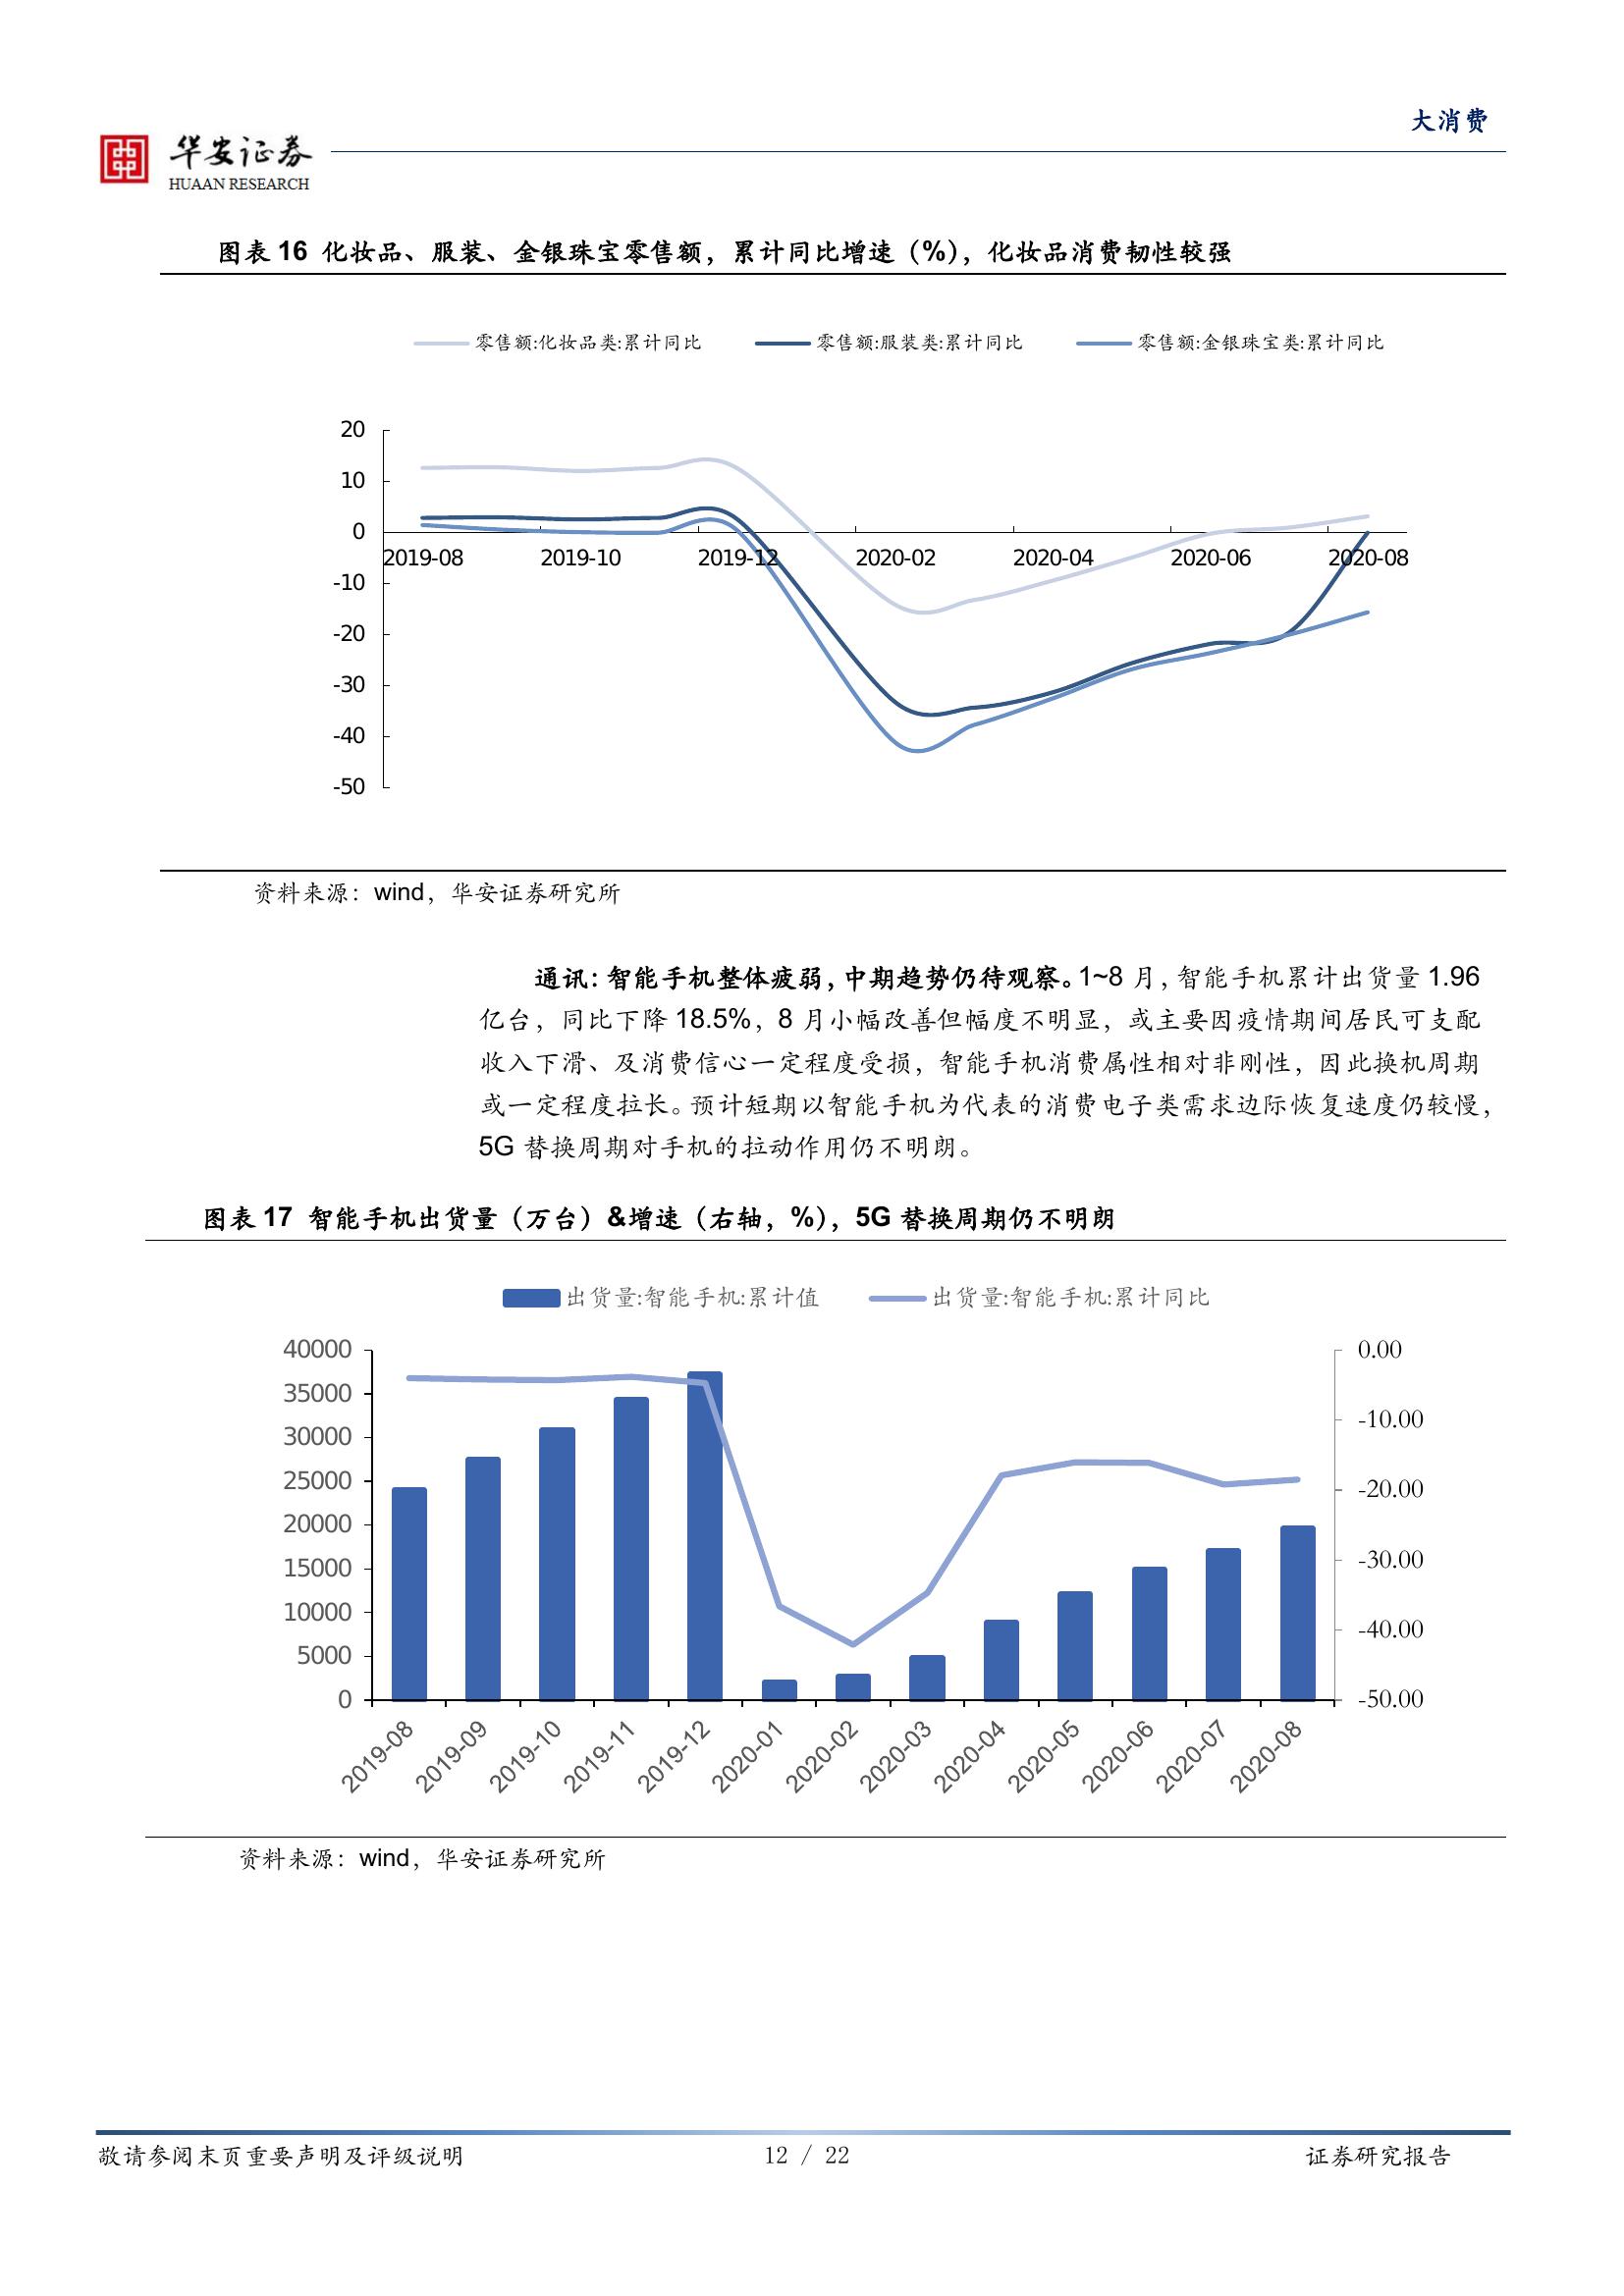 大消费
华安证券
HUAAN RESEARCH
图表 16 化妆品、服装、金银珠宝零售额，累计同比增速（%），化妆品消费韧性较强
零售额:化妆品类:累计同比 零售额:服装类:累计同比 零售额:金银珠宝类:累计同比
20
10
0
-10
-20
-30
-40
-50
2019-08 2019-10 2019-12 2020-02 2020-04 2020-06 2020-08
资料来源：wind，华安证券研究所
通讯：智能手机整体疲弱，中期趋势仍待观察。1~8 月，智能手机累计出货量 1.96
亿台，同比下降 18.5%，8 月小幅改善但幅度不明显，或主要因疫情期间居民可支配
收入下滑、及消费信心一定程度受损，智能手机消费属性相对非刚性，因此换机周期
或一定程度拉长。预计短期以智能手机为代表的消费电子类需求边际恢复速度仍较慢，
5G 替换周期对手机的拉动作用仍不明朗。
图表 17 智能手机出货量（万台）&增速（右轴，%），5G 替换周期仍不明朗
出货量:智能手机:累计值 出货量:智能手机:累计同比
40000
35000
30000
25000
20000
15000
10000
5000
0
0.00
-10.00
-20.00
-30.00
-40.00
-50.00
2019-08 2019-09 2019-10 2019-11 2019-12 2020-01 2020-02 2020-03 2020-04 2020-05 2020-06 2020-07 2020-08
资料来源：wind，华安证券研究所
敬请参阅末页重要声明及评级说明 12 / 22 证券研究报告